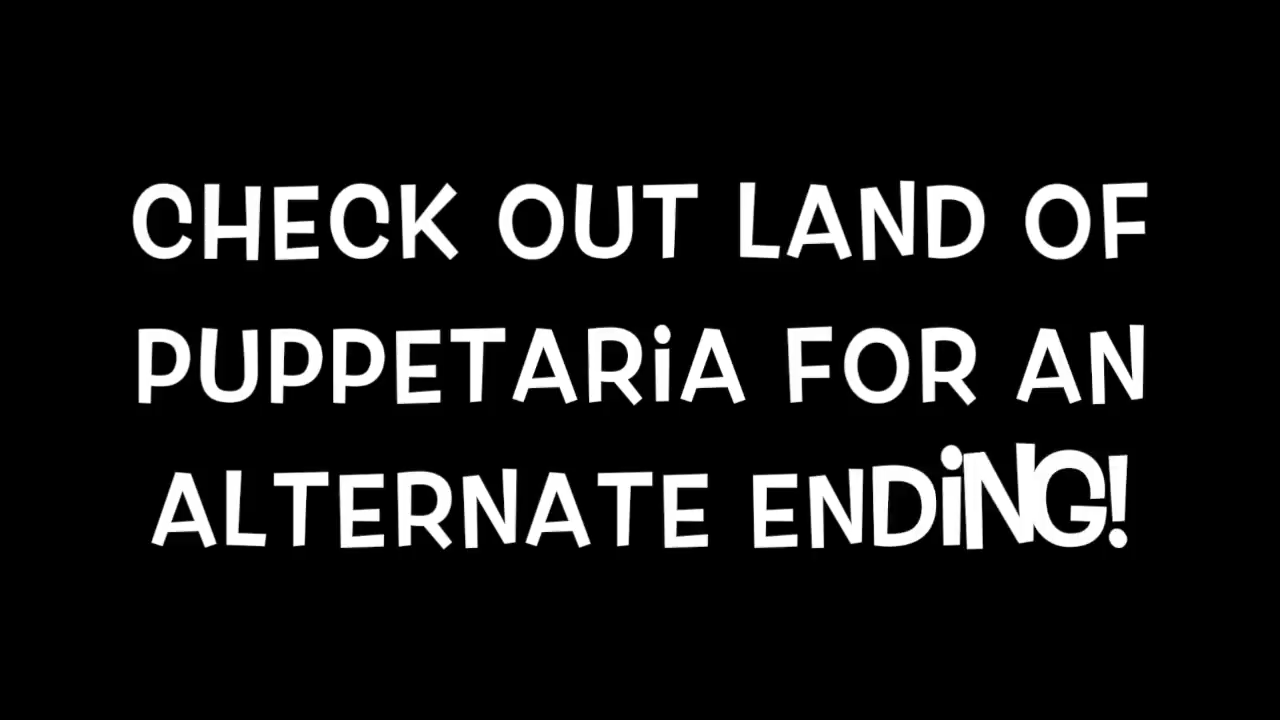 CHECK OUT LAND OF
PUPPETARiA FOR AN
ALTERNATE ENDiNG!